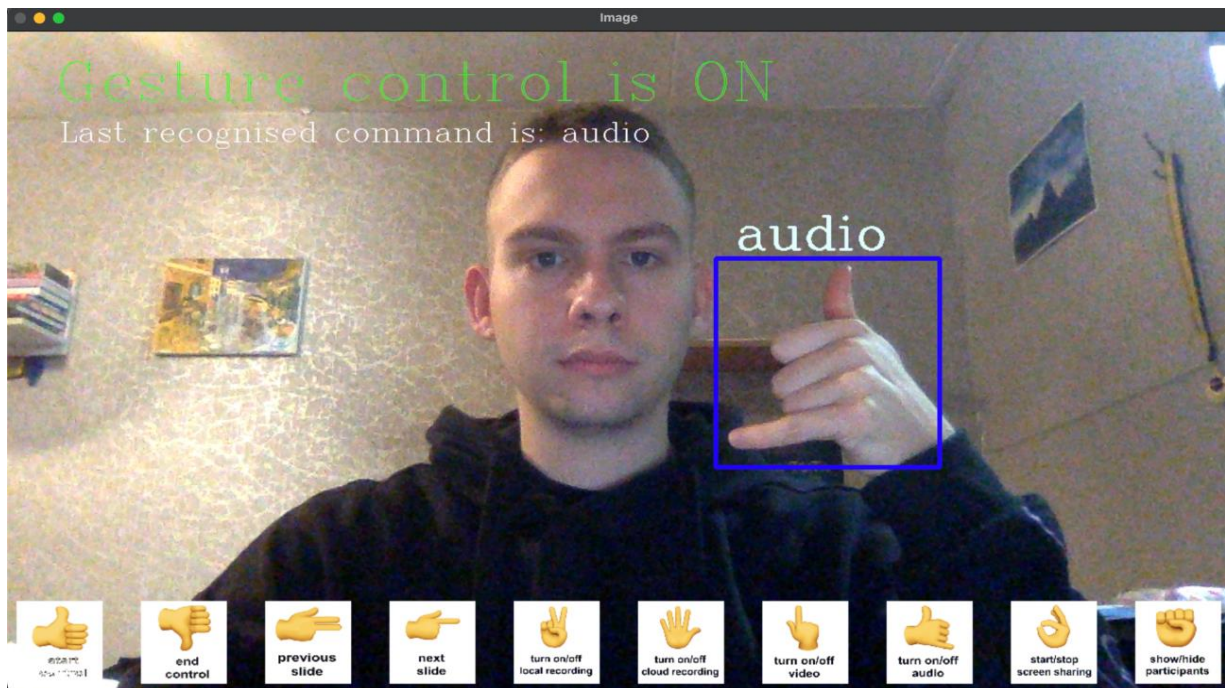 Image
Gesture control is ON
Last recognised command is: audio
audio
end
control
previous
slide
next
slide
turn on/off
local recording
turn on/off
cloud recording
turn on/off
video
turn on/off
audio
start/stop
screen sharing
show/hide
participants